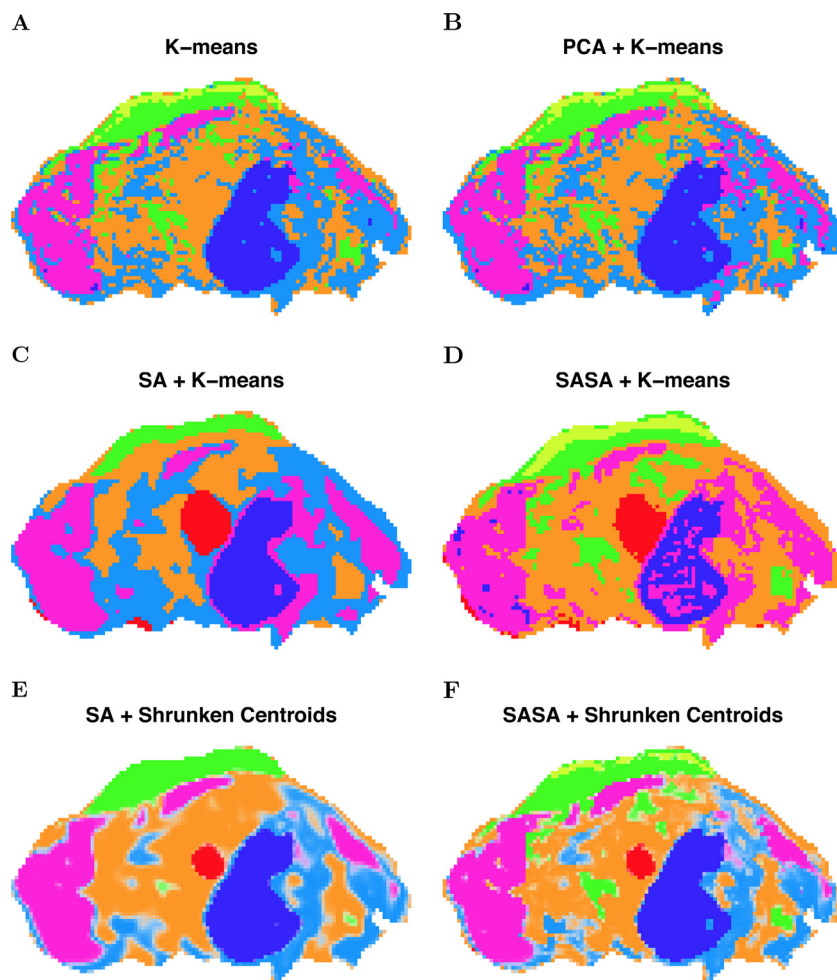 A
K−means
B
PCA + K−means
C
SA + K−means
D
SASA + K−means
E
SA + Shrunken Centroids
F
SASA + Shrunken Centroids